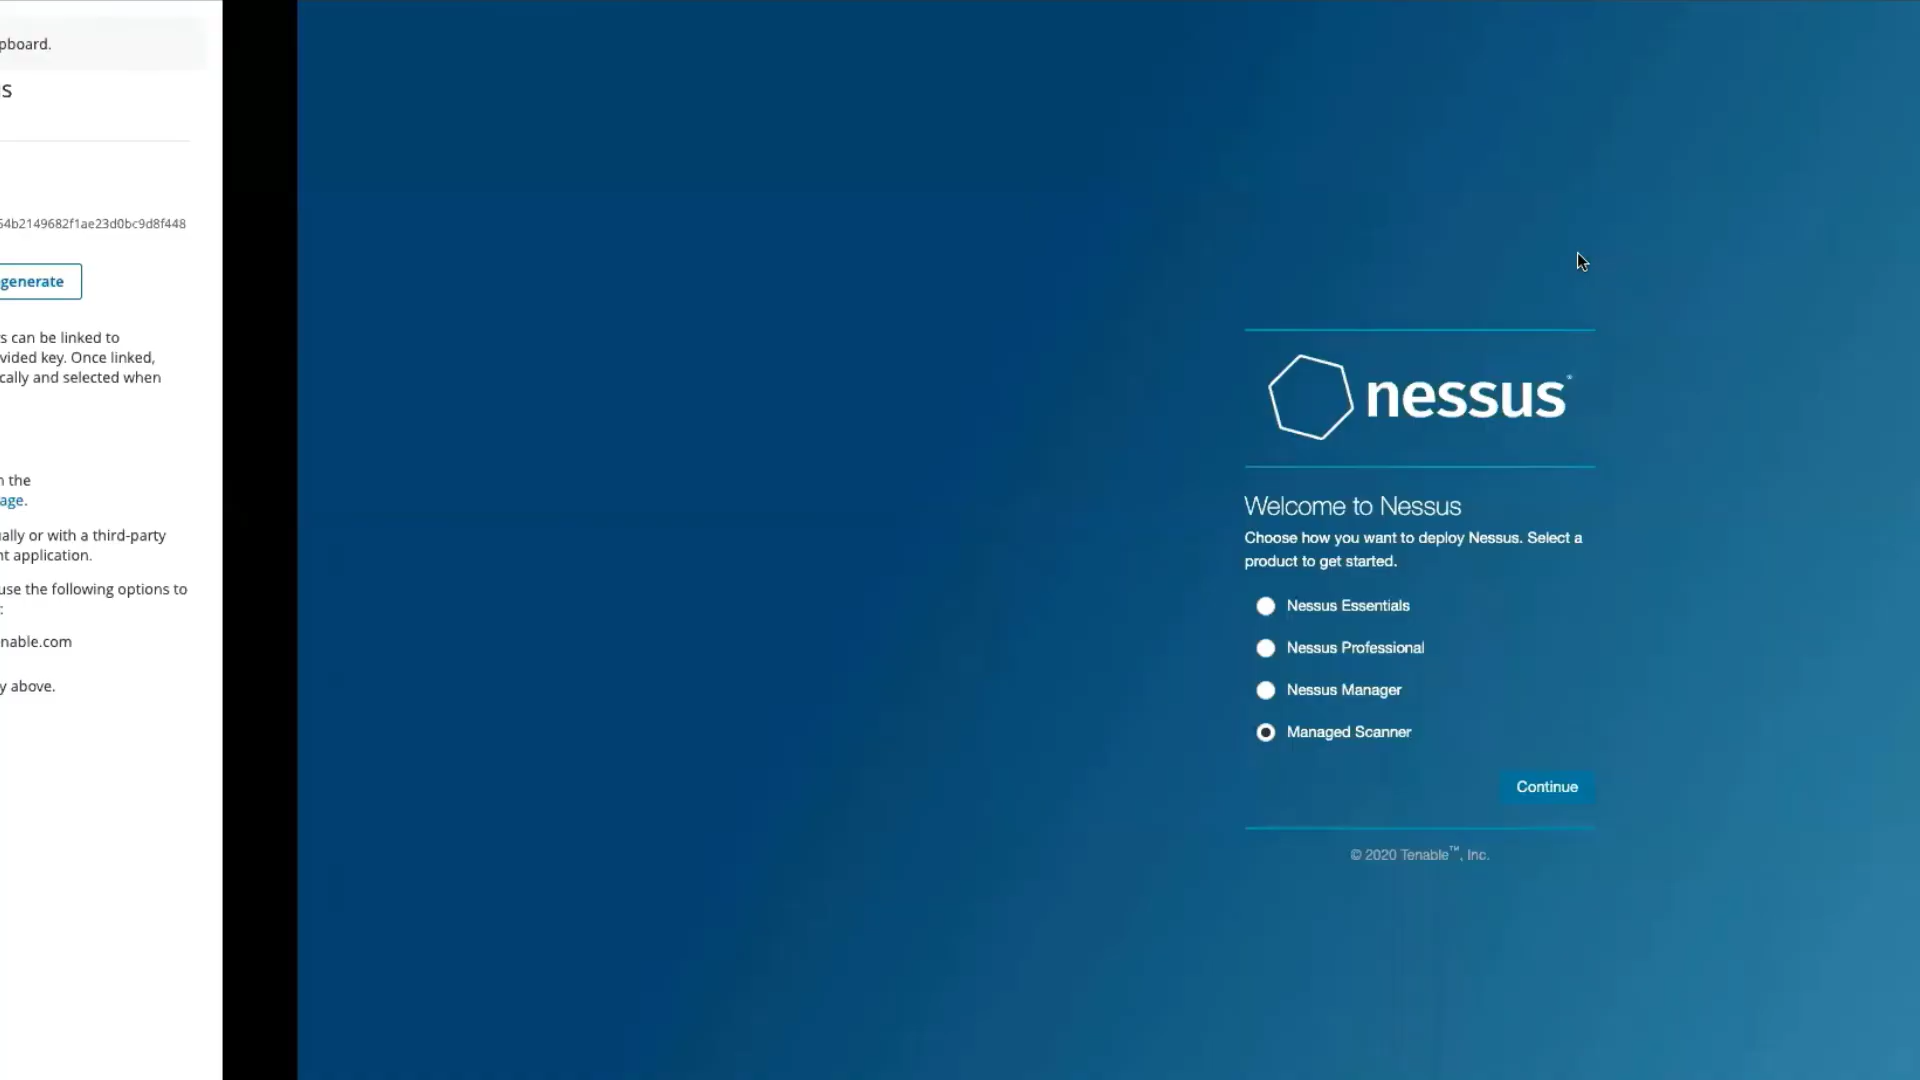 pboard.
s
54b2149682f1ae23d0bc9d8f448
generate
s can be linked to
vided key. Once linked,
cally and selected when
n the
age.
ally or with a third-party
nt application.
use the following options to
:
nable.com
y above.
nessus®
Welcome to Nessus
Choose how you want to deploy Nessus. Select a
product to get started.
Nessus Essentials
Nessus Professional
Nessus Manager
Managed Scanner
Continue
© 2020 Tenable™, Inc.